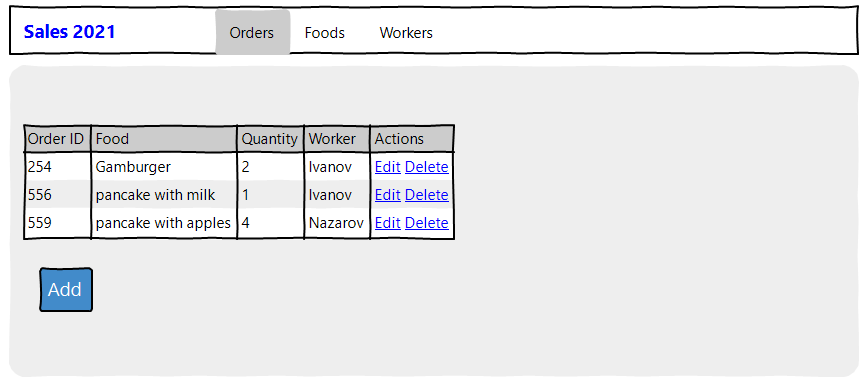 Sales 2021 Orders Foods Workers
Order ID Food Quantity Worker Actions
254 Gamburger 2 Ivanov Edit Delete
556 pancake with milk 1 Ivanov Edit Delete
559 pancake with apples 4 Nazarov Edit Delete
Add